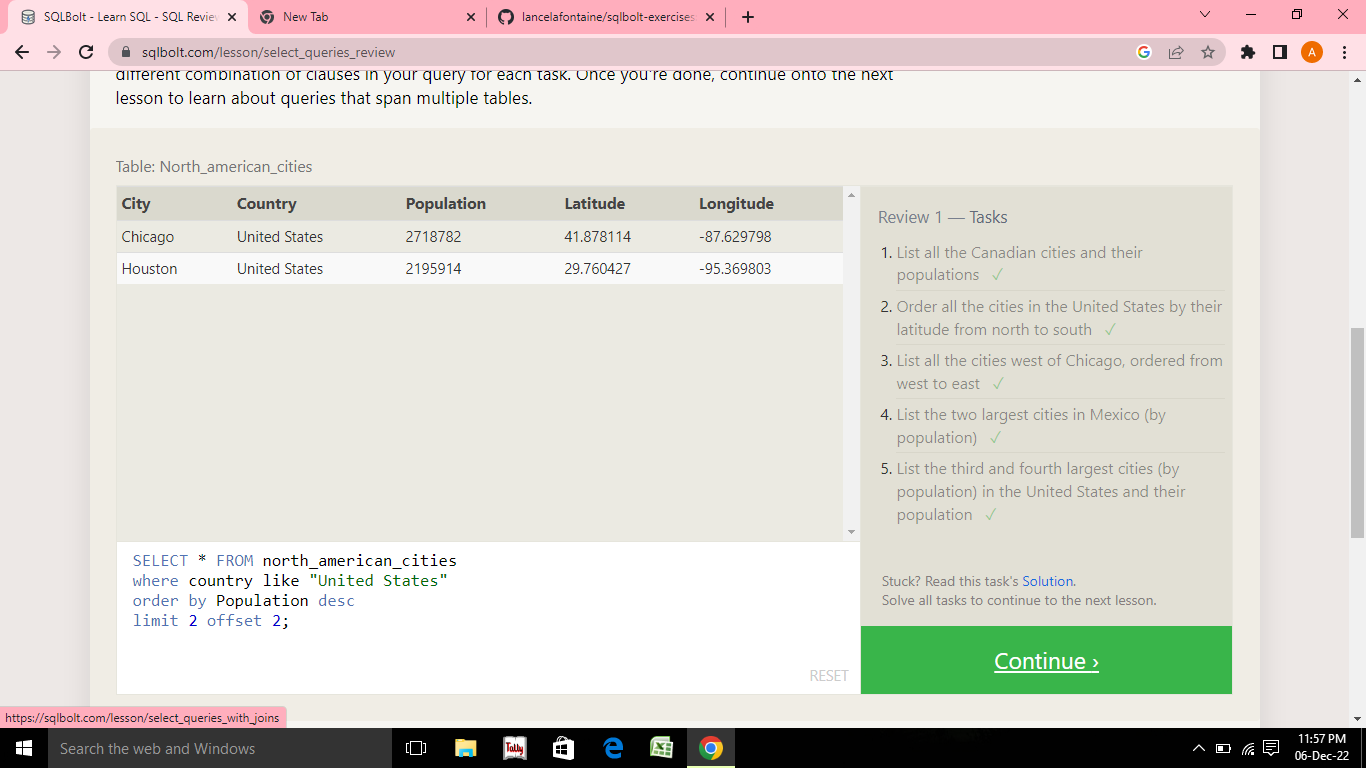 SQLBolt - Learn SQL - SQL Review
New Tab
lancelafontaine/sqlbolt-exercises
sqlbolt.com/lesson/select_queries_review
A
different combination of clauses in your query for each task. Once you're done, continue onto the next
lesson to learn about queries that span multiple tables.
Table: North_american_cities
City Country Population Latitude Longitude
Chicago United States 2718782 41.878114 -87.629798
Houston United States 2195914 29.760427 -95.369803
Review 1 — Tasks
1. List all the Canadian cities and their
populations ✓
2. Order all the cities in the United States by their
latitude from north to south ✓
3. List all the cities west of Chicago, ordered from
west to east ✓
4. List the two largest cities in Mexico (by
population) ✓
5. List the third and fourth largest cities (by
population) in the United States and their
population ✓
SELECT * FROM north_american_cities
where country like "United States"
order by Population desc
limit 2 offset 2;
RESET
Stuck? Read this task's Solution.
Solve all tasks to continue to the next lesson.
Continue ›
https://sqlbolt.com/lesson/select_queries_with_joins
Search the web and Windows
Tally
11:57 PM
06-Dec-22